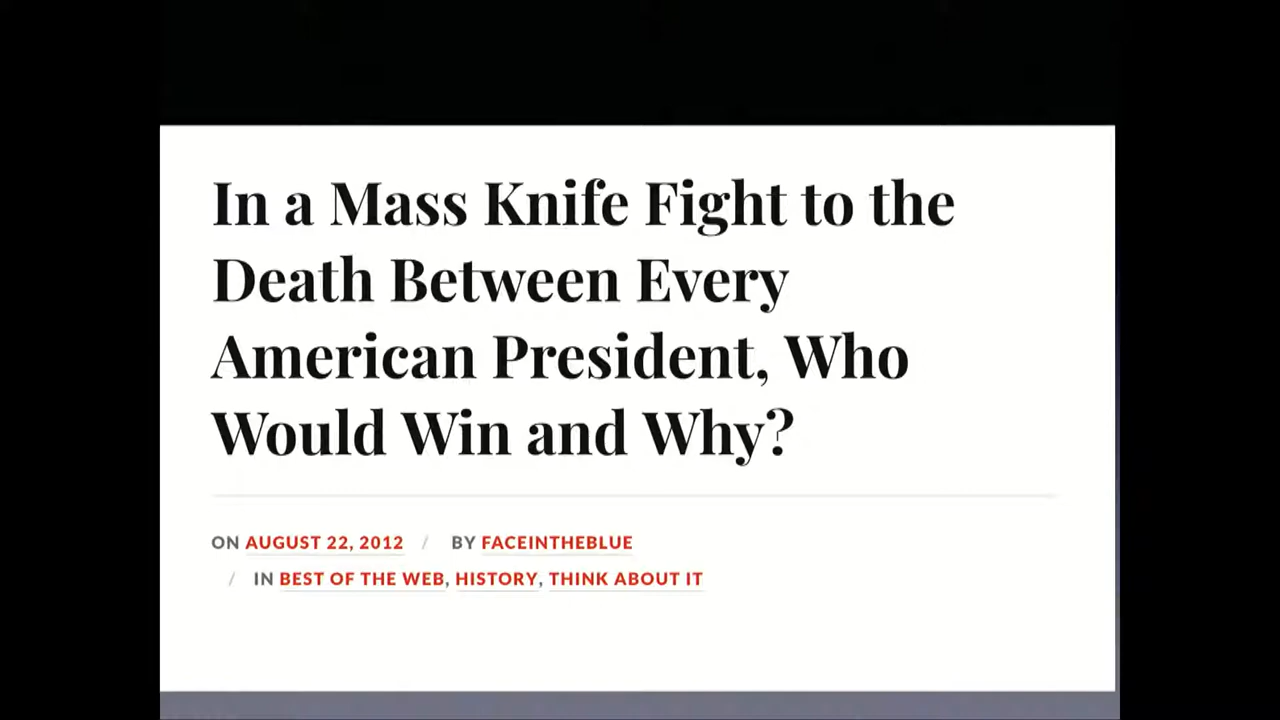 In a Mass Knife Fight to the
Death Between Every
American President, Who
Would Win and Why?
ON AUGUST 22, 2012 / BY FACEINTHEBLUE
/ IN BEST OF THE WEB, HISTORY, THINK ABOUT IT